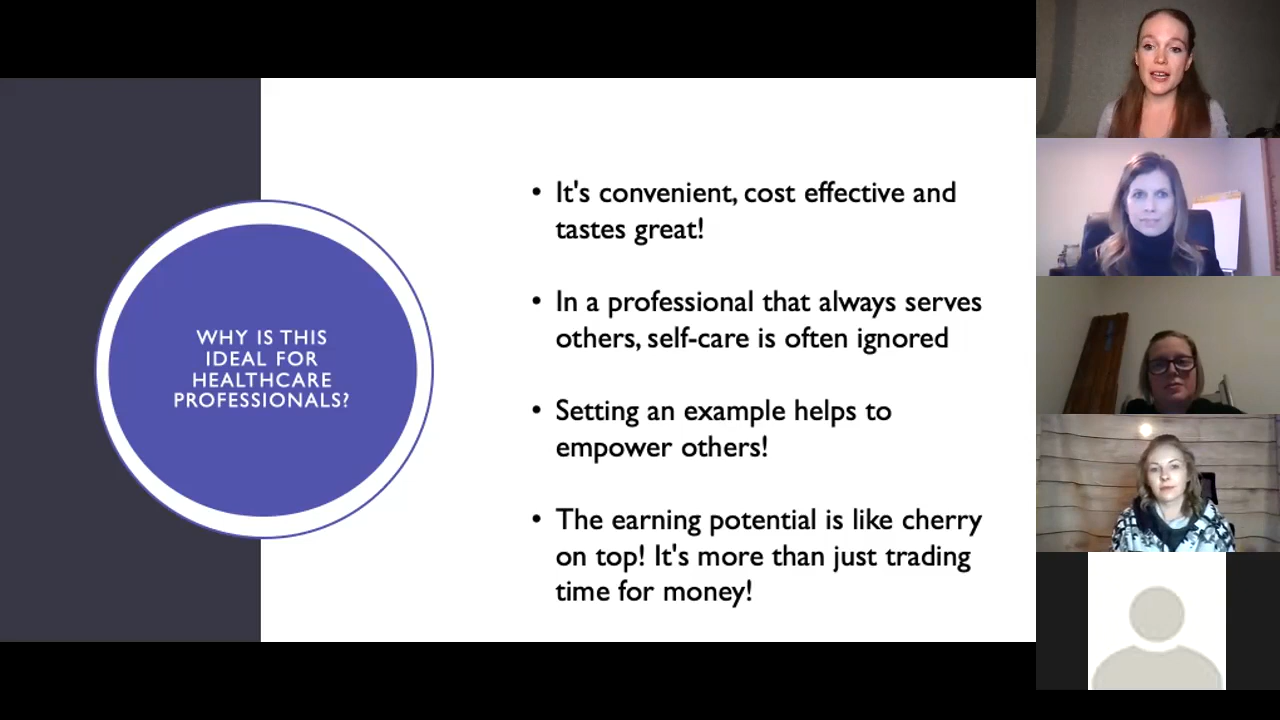 WHY IS THIS
IDEAL FOR
HEALTHCARE
PROFESSIONALS?
• It's convenient, cost effective and
tastes great!
• In a professional that always serves
others, self-care is often ignored
• Setting an example helps to
empower others!
• The earning potential is like cherry
on top! It's more than just trading
time for money!